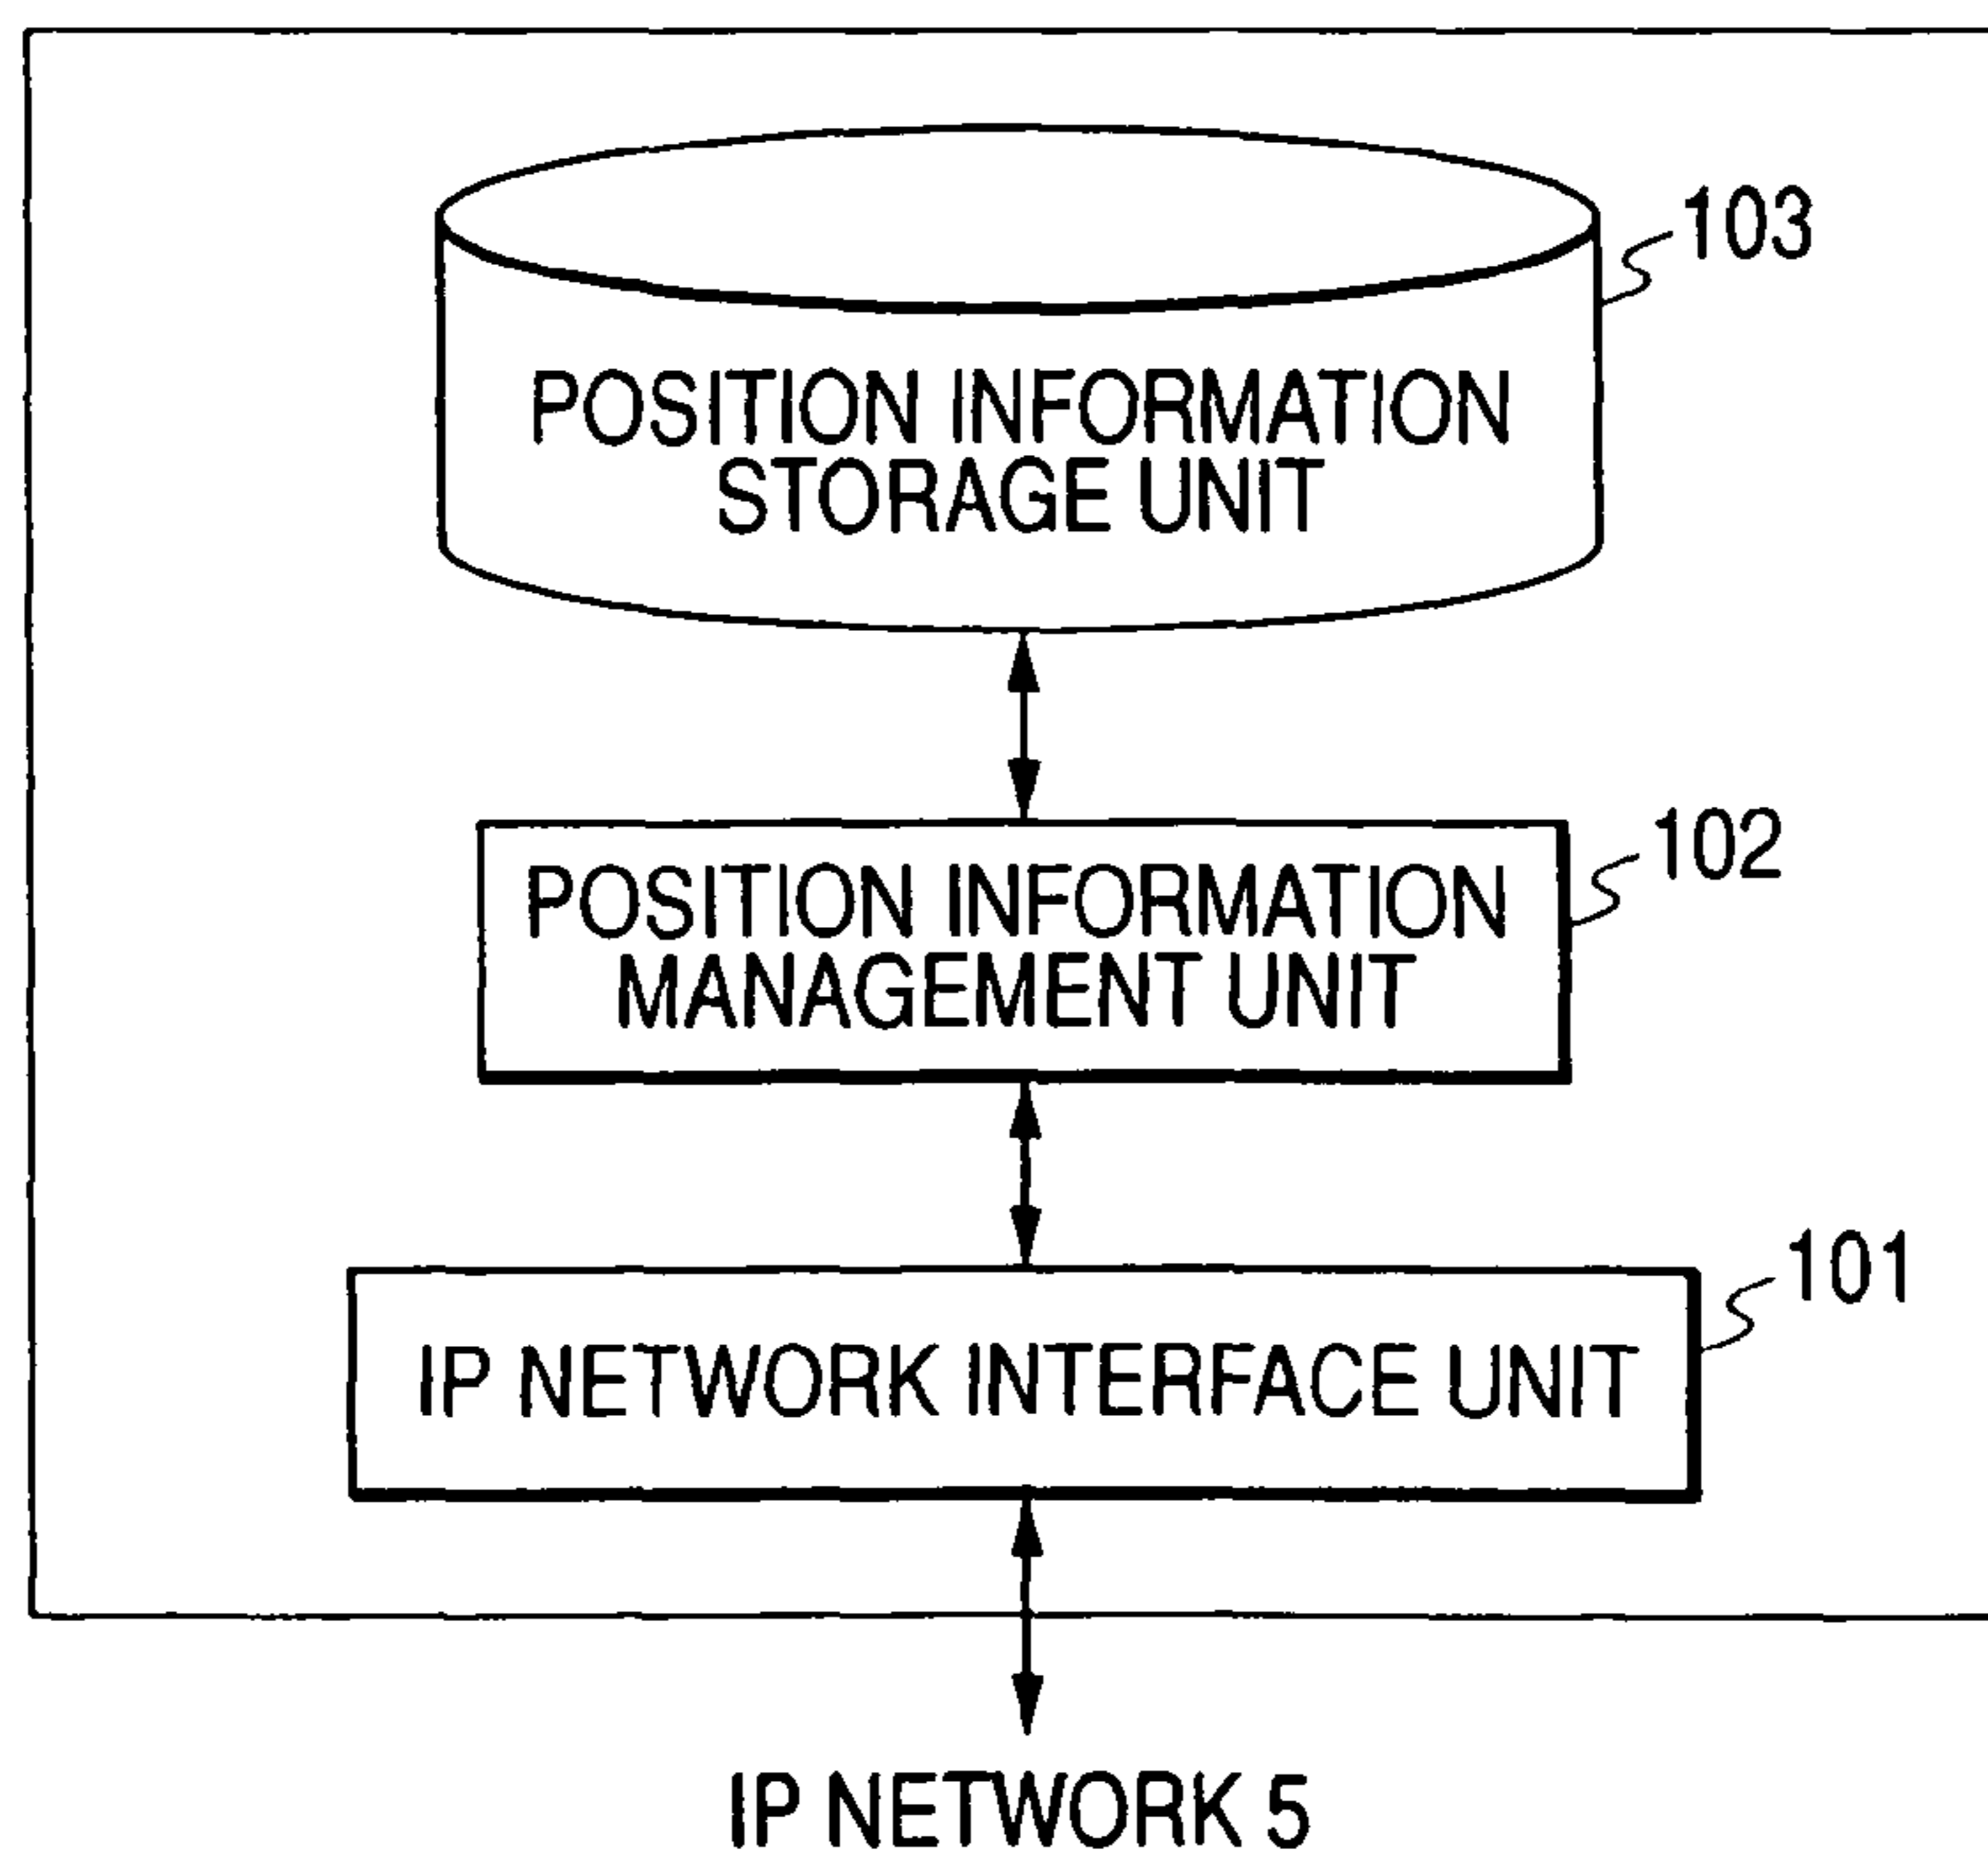 103
POSITION INFORMATION
STORAGE UNIT
102
POSITION INFORMATION
MANAGEMENT UNIT
101
IP NETWORK INTERFACE UNIT
IP NETWORK 5